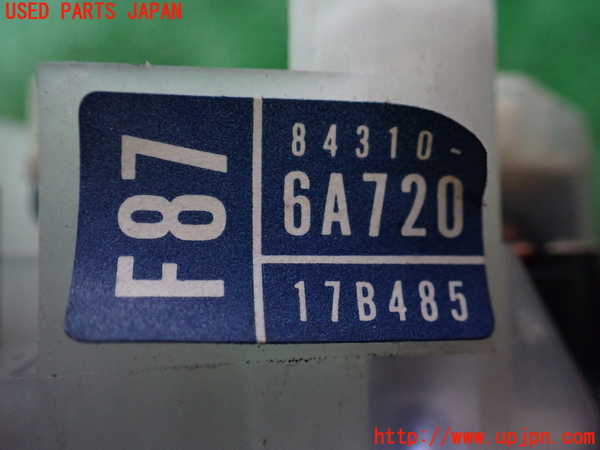 USED PARTS JAPAN
F87
84310-
6A720
17B485
http://www.upjpn.com/